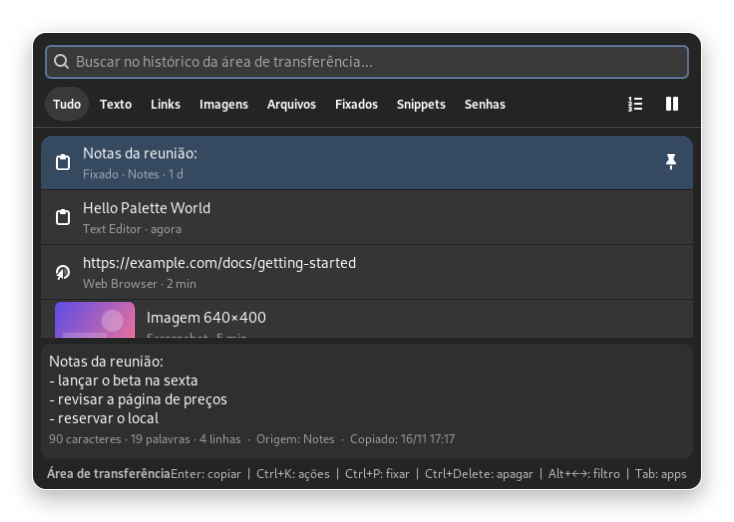 Buscar no histórico da área de transferência...
Tudo Texto Links Imagens Arquivos Fixados Snippets Senhas
Notas da reunião:
Fixado · Notes · 1 d
Hello Palette World
Text Editor · agora
https://example.com/docs/getting-started
Web Browser · 2 min
Imagem 640×400
Screenshot · 5 min
Notas da reunião:
- lançar o beta na sexta
- revisar a página de preços
- reservar o local
90 caracteres · 19 palavras · 4 linhas · Origem: Notes · Copiado: 16/11 17:17
Área de transferência Enter: copiar | Ctrl+K: ações | Ctrl+P: fixar | Ctrl+Delete: apagar | Alt+←→: filtro | Tab: apps